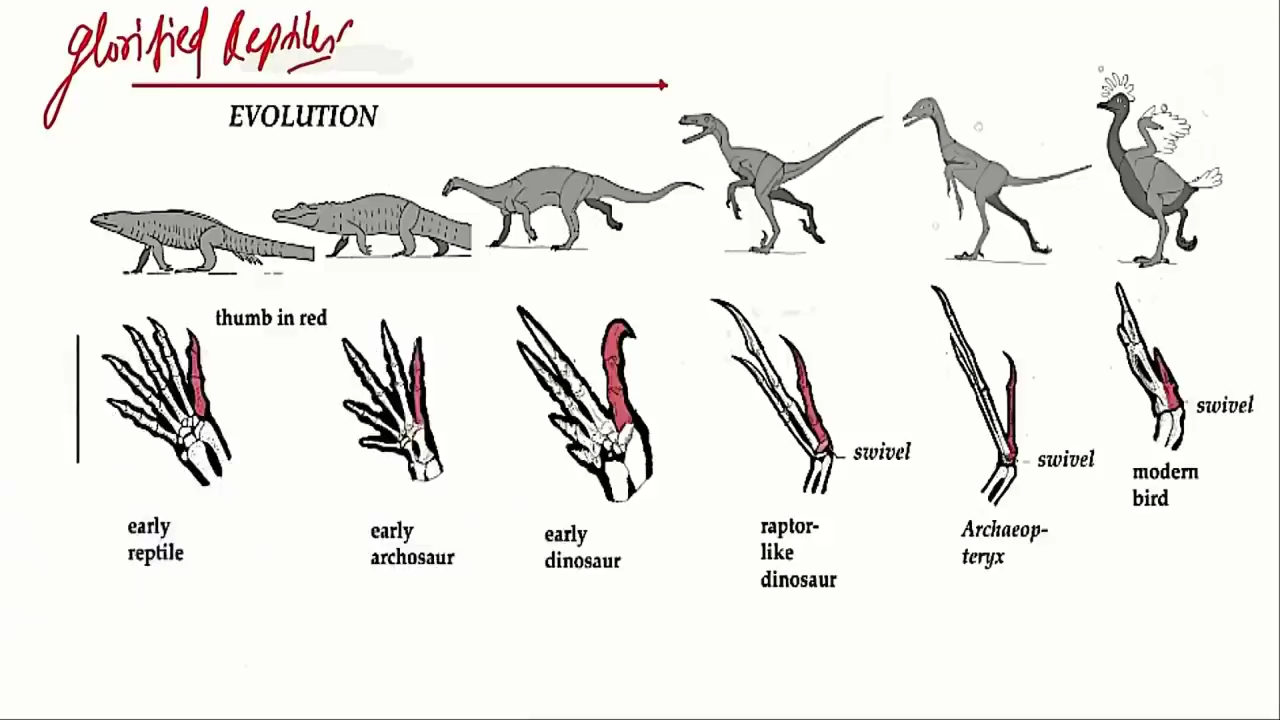 glorified Reptiles
EVOLUTION
thumb in red
swivel
swivel
swivel
early
reptile
early
archosaur
early
dinosaur
raptor-
like
dinosaur
Archaeop-
teryx
modern
bird